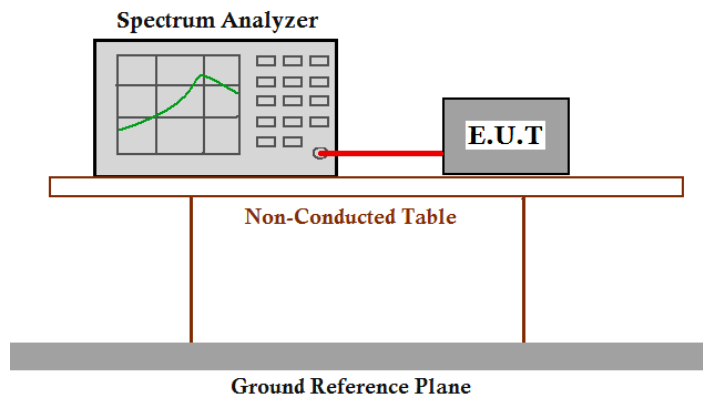 Spectrum Analyzer
E.U.T
Non-Conducted Table
Ground Reference Plane